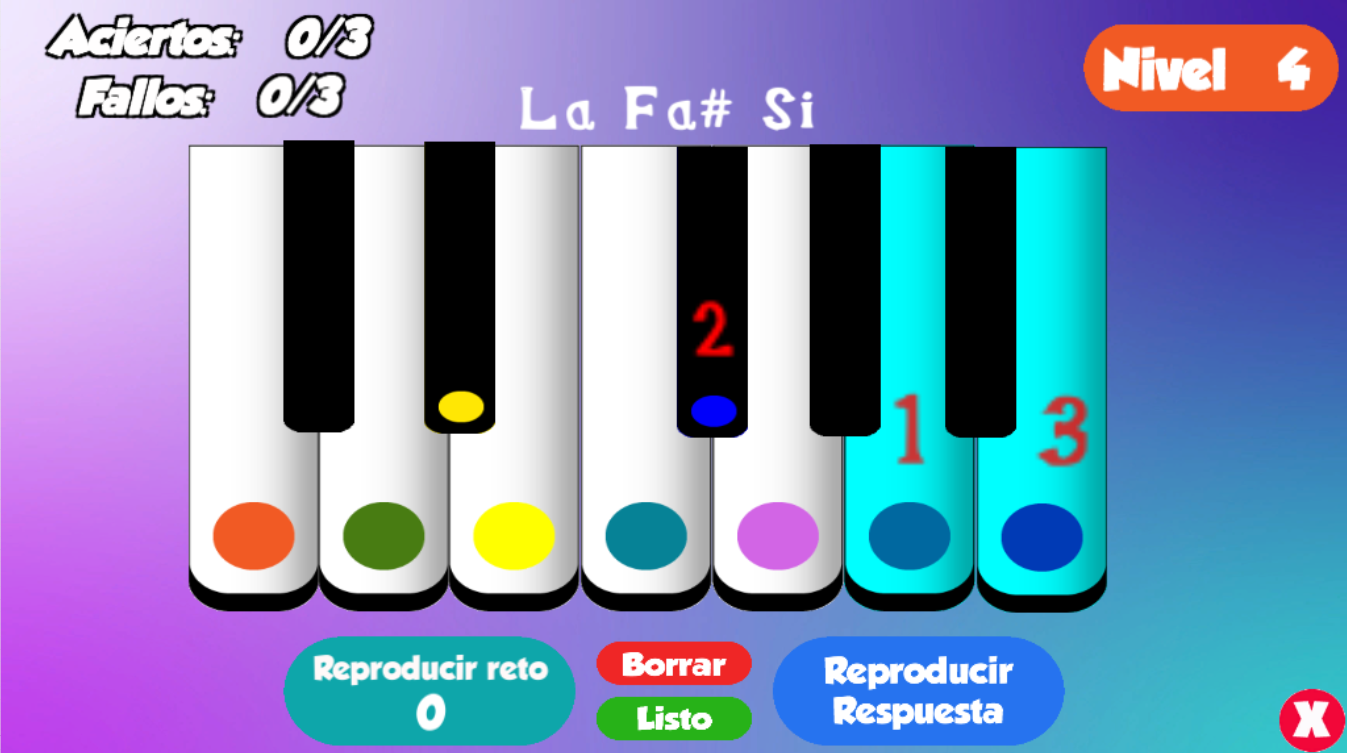 Aciertos: 0/3
Fallos: 0/3
Nivel 4
La Fa# Si
2
1
3
Reproducir reto
0
Borrar
Listo
Reproducir
Respuesta
X